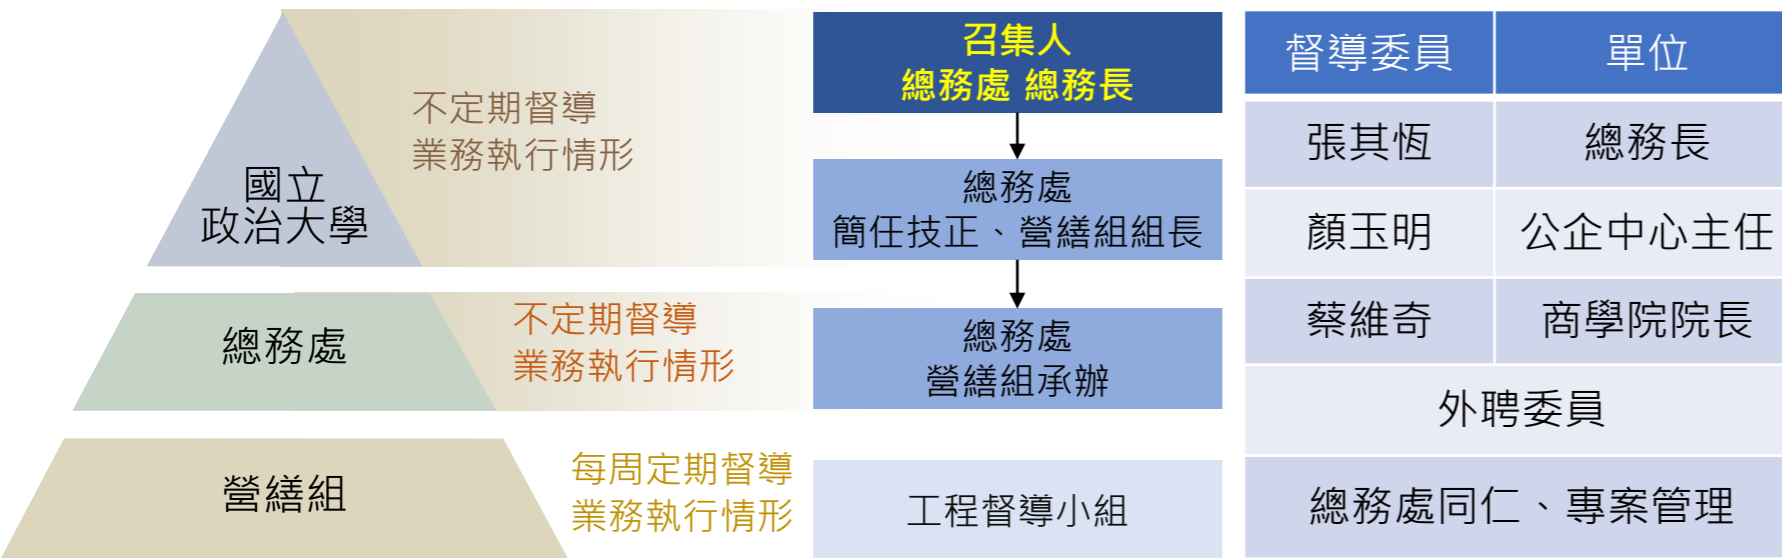 國立
政治大學
不定期督導
業務執行情形
總務處
不定期督導
業務執行情形
營繕組
每周定期督導
業務執行情形
召集人
總務處 總務長
總務處
簡任技正、營繕組組長
總務處
營繕組承辦
工程督導小組
督導委員 單位
張其恆 總務長
顏玉明 公企中心主任
蔡維奇 商學院院長
外聘委員
總務處同仁、專案管理